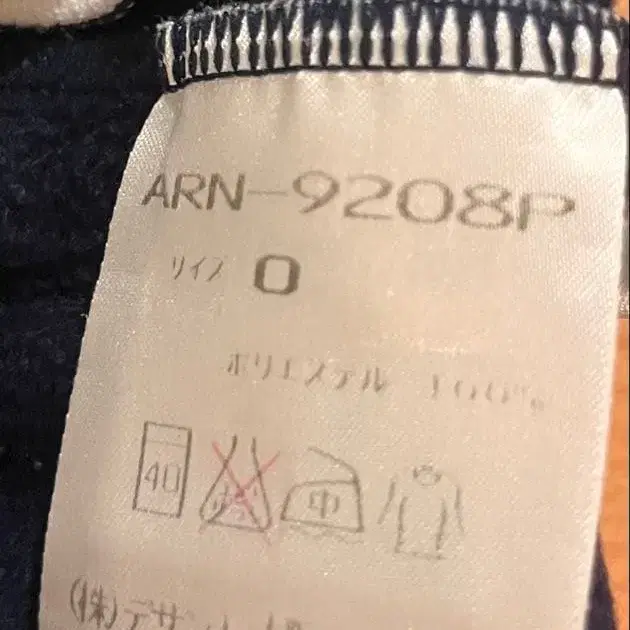 ARN-9208P
サイズ 0
ポリエステル 100%
40
中
(株)デサント